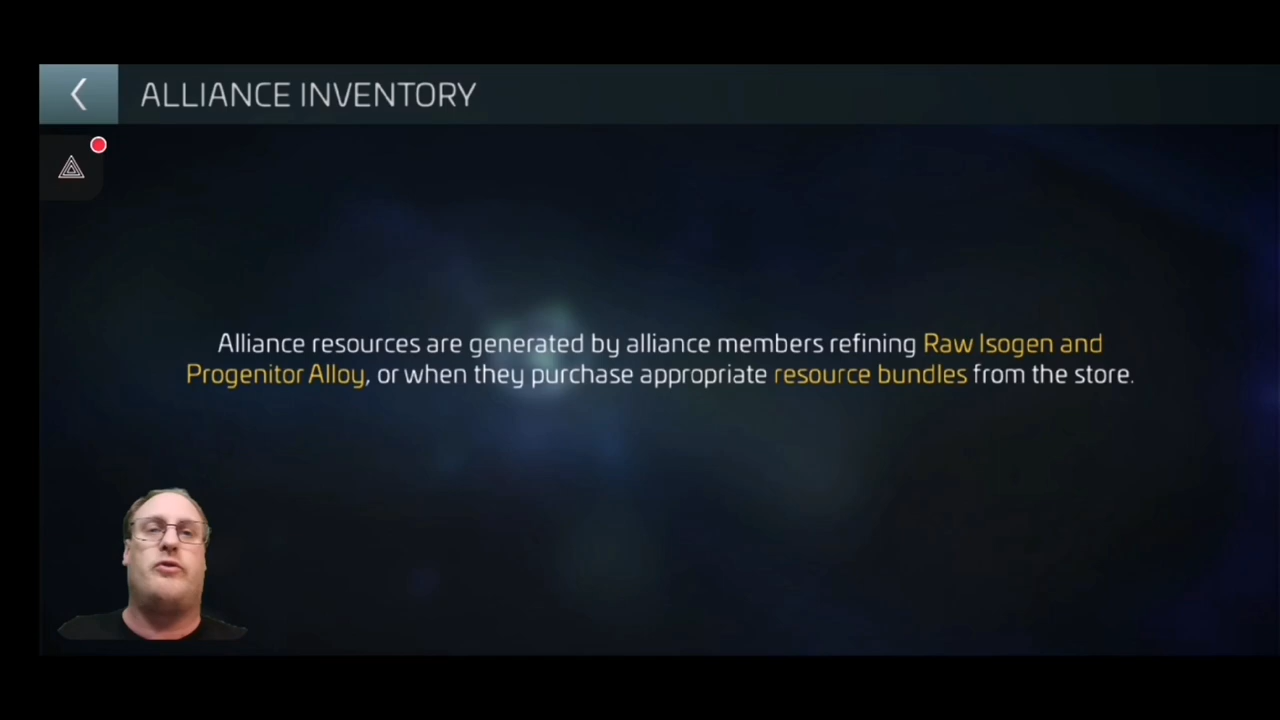 ALLIANCE INVENTORY
Alliance resources are generated by alliance members refining Raw Isogen and
Progenitor Alloy, or when they purchase appropriate resource bundles from the store.